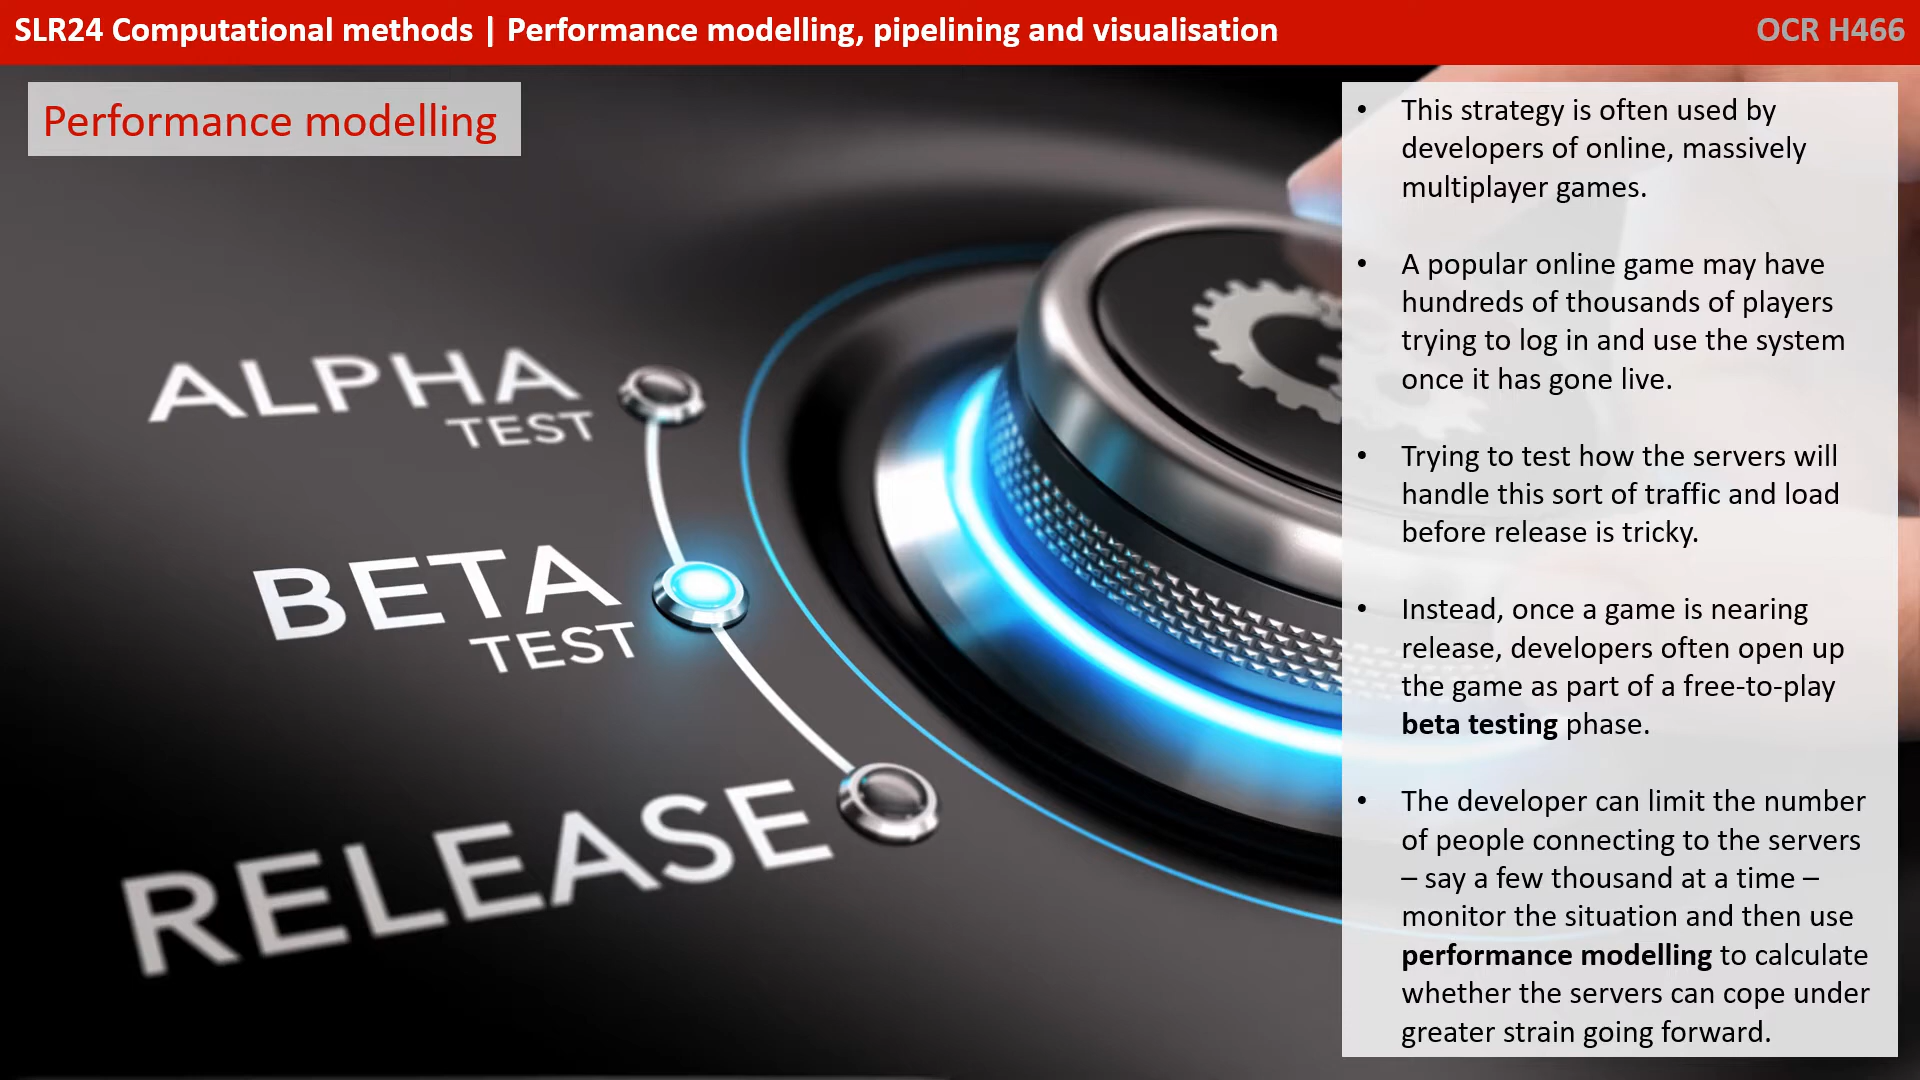 SLR24 Computational methods | Performance modelling, pipelining and visualisation
OCR H466
Performance modelling
ALPHA
TEST
BETA
TEST
RELEASE
• This strategy is often used by
developers of online, massively
multiplayer games.
• A popular online game may have
hundreds of thousands of players
trying to log in and use the system
once it has gone live.
• Trying to test how the servers will
handle this sort of traffic and load
before release is tricky.
• Instead, once a game is nearing
release, developers often open up
the game as part of a free-to-play
beta testing phase.
• The developer can limit the number
of people connecting to the servers
– say a few thousand at a time –
monitor the situation and then use
performance modelling to calculate
whether the servers can cope under
greater strain going forward.